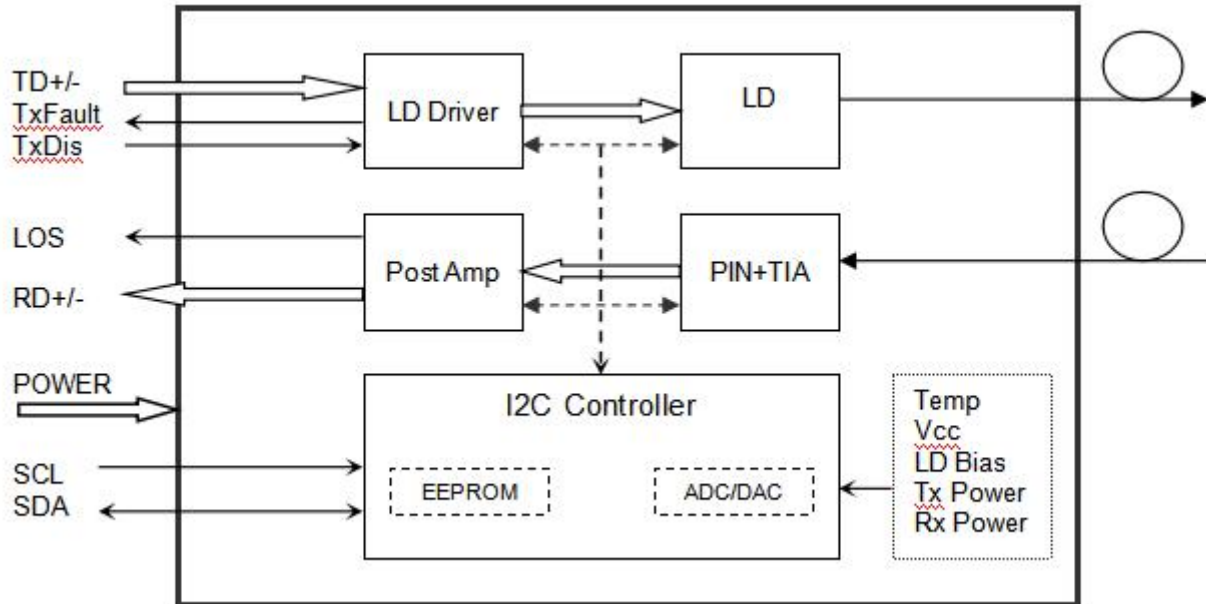 TD+/-
TxFault
TxDis
LD Driver
LD
LOS
RD+/-
Post Amp
PIN+TIA
POWER
SCL
SDA
I2C Controller
EEPROM
ADC/DAC
Temp
Vcc
LD Bias
Tx Power
Rx Power